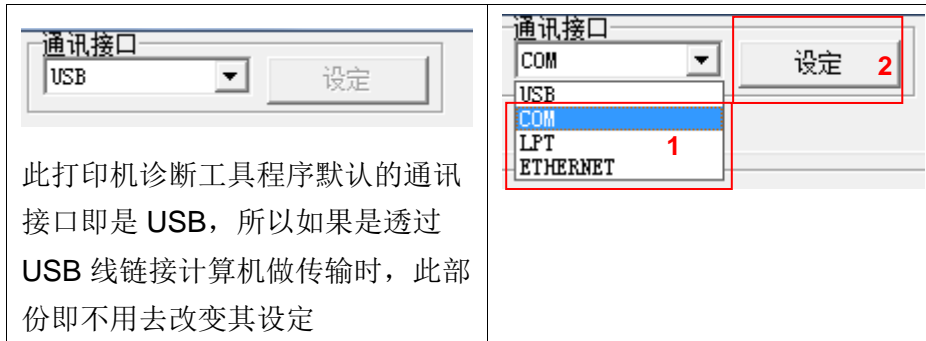 通讯接口
USB
设定
此打印机诊断工具程序默认的通讯
接口即是 USB，所以如果是透过
USB 线链接计算机做传输时，此部
份即不用去改变其设定
通讯接口
COM
设定 2
USB
COM
LPT 1
ETHERNET